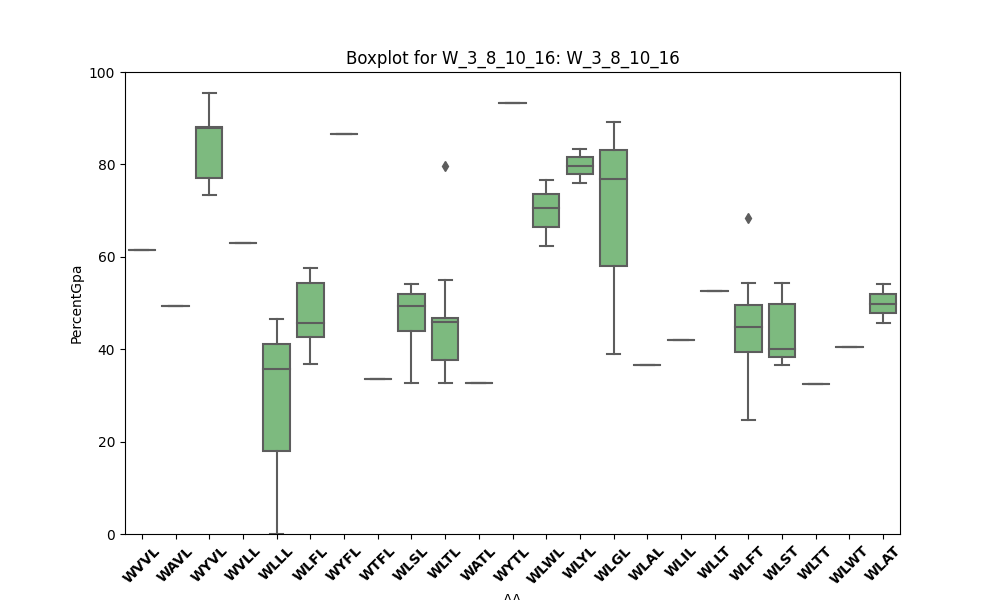 Boxplot for W_3_8_10_16: W_3_8_10_16
100
80
60
40
20
0
PercentGpa
WVVL WAVL WYVL WVLL WLLL WLFL WYFL WTFL WLSL WLTL WATL WYTL WLWL WLYL WLGL WLAL WLIL WLLT WLFT WLST WLTT WLWT WLAT
AA